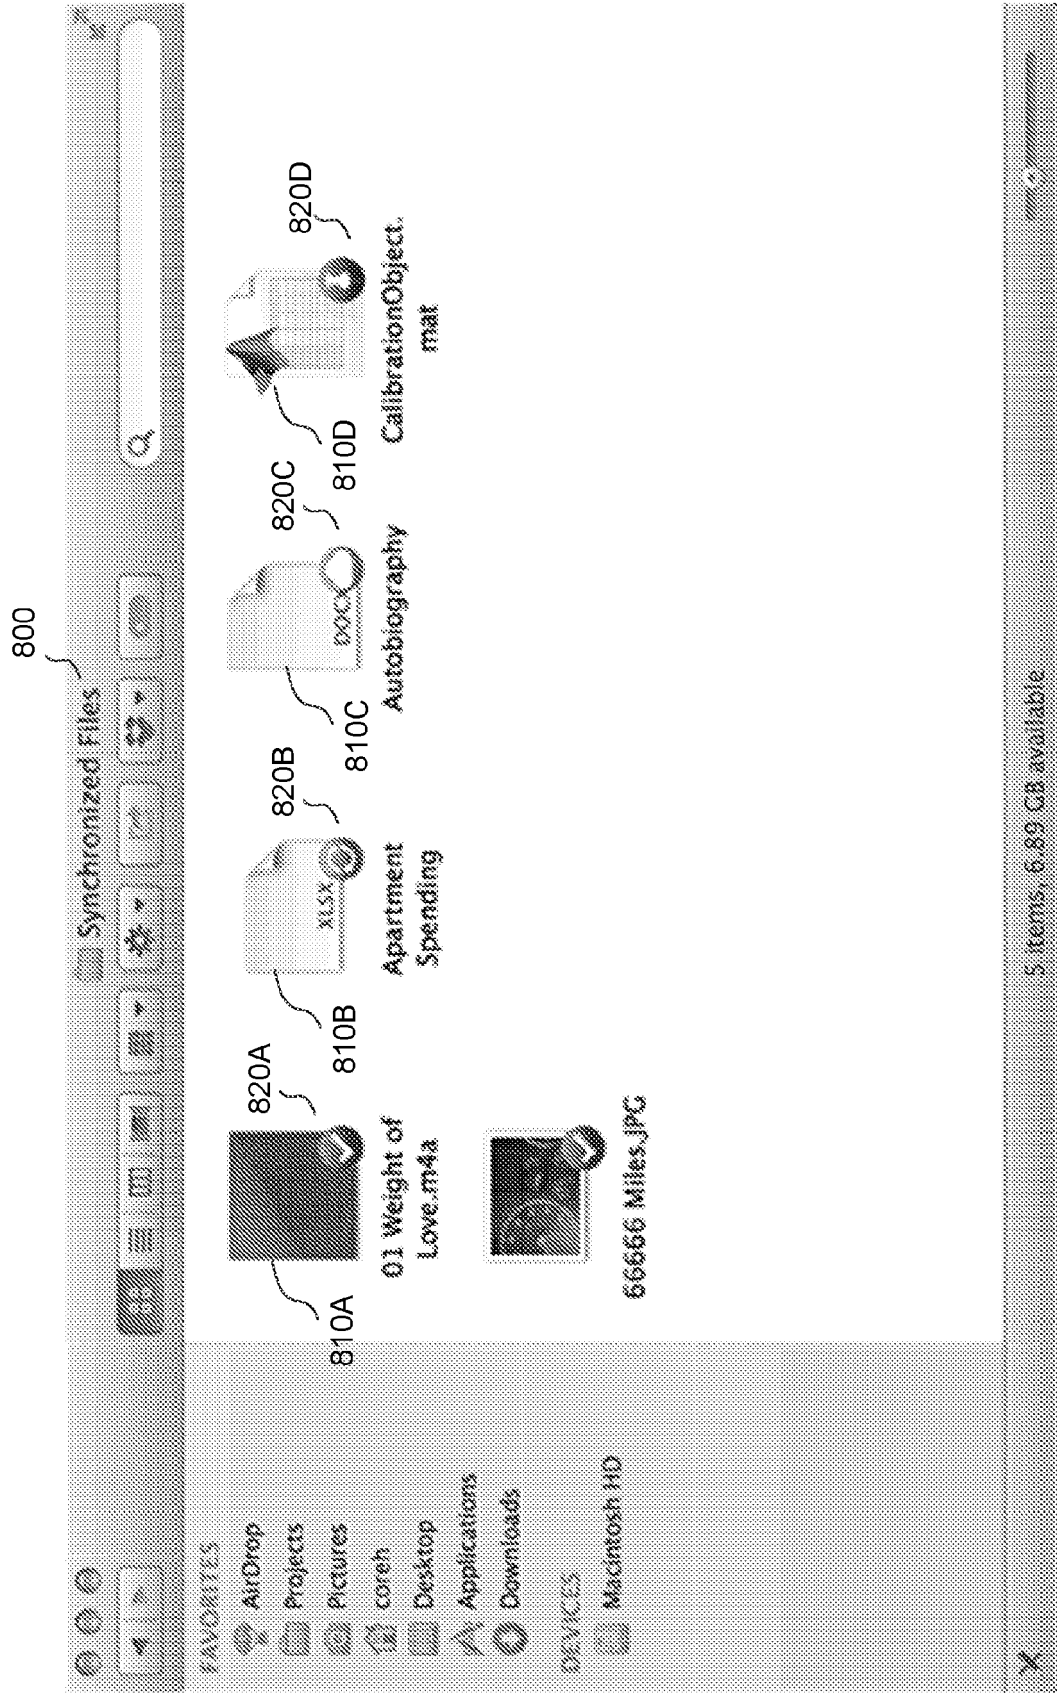 800
Synchronized Files
FAVORITES
AirDrop
Projects
Pictures
coreh
Desktop
Applications
Downloads
DEVICES
Macintosh HD
810A
820A
01 Weight of
Love.m4a
810B
820B
XLSX
Apartment
Spending
810C
820C
DOCX
Autobiography
810D
820D
CalibrationObject.
mat
66666 Miles.JPG
5 items, 6.89 GB available